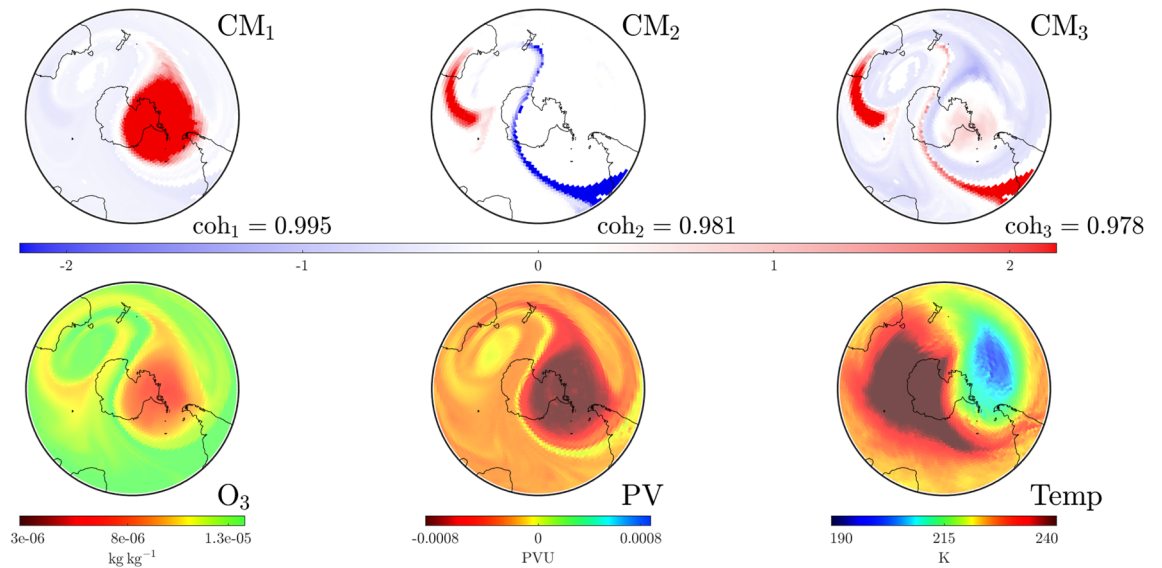 CM₁ CM₂ CM₃
coh₁ = 0.995 coh₂ = 0.981 coh₃ = 0.978
-2 -1 0 1 2
O₃ PV Temp
3e-06 8e-06 1.3e-05 -0.0008 0 0.0008 190 215 240
kg kg⁻¹ PVU K